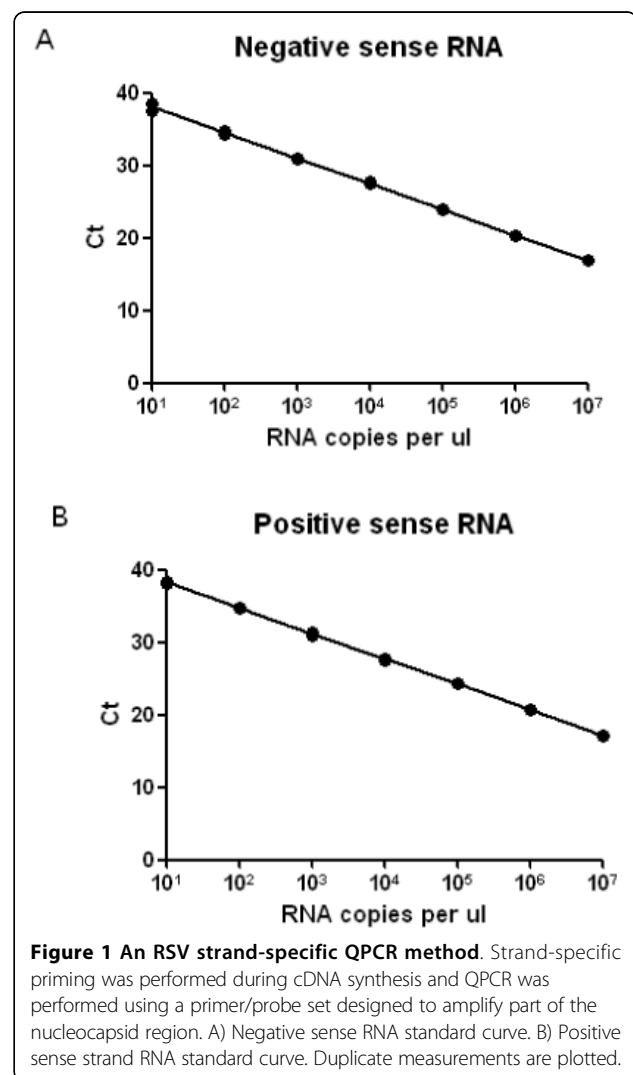 A
Negative sense RNA
40
30
20
10
0
Ct
10¹ 10² 10³ 10⁴ 10⁵ 10⁶ 10⁷
RNA copies per ul
B
Positive sense RNA
40
30
20
10
0
Ct
10¹ 10² 10³ 10⁴ 10⁵ 10⁶ 10⁷
RNA copies per ul
Figure 1 An RSV strand-specific QPCR method. Strand-specific
priming was performed during cDNA synthesis and QPCR was
performed using a primer/probe set designed to amplify part of the
nucleocapsid region. A) Negative sense RNA standard curve. B) Positive
sense strand RNA standard curve. Duplicate measurements are plotted.